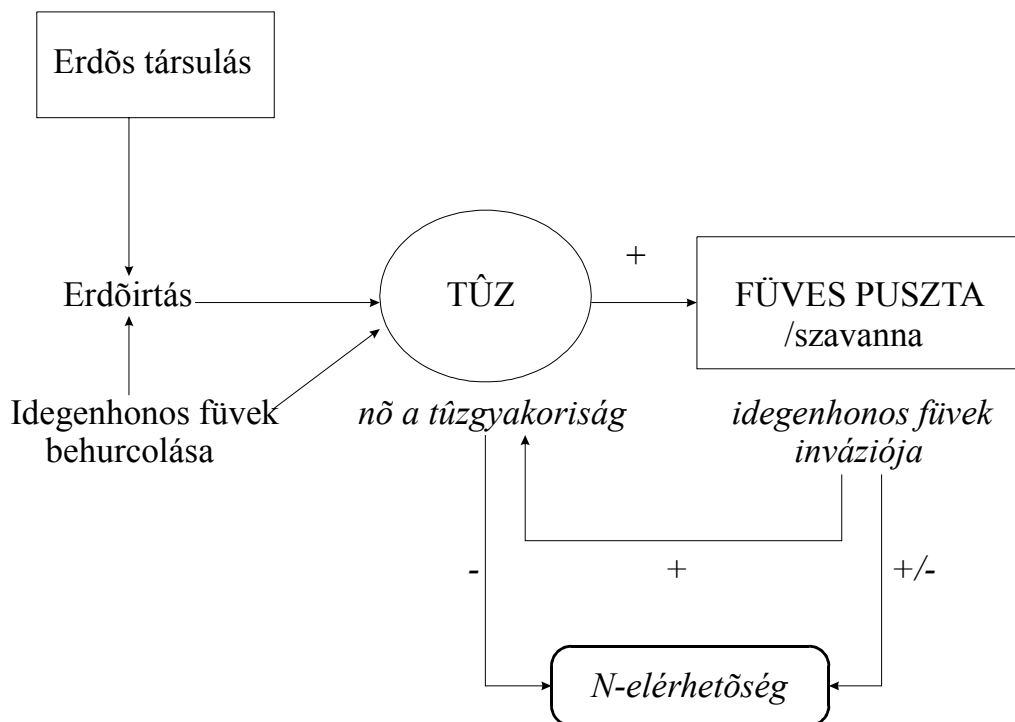 Erdõs társulás
+
Erdõirtás
TÛZ
FÜVES PUSZTA
/szavanna
Idegenhonos füvek
behurcolása
nõ a tûzgyakoriság
idegenhonos füvek
inváziója
-
+
+/-
N-elérhetõség